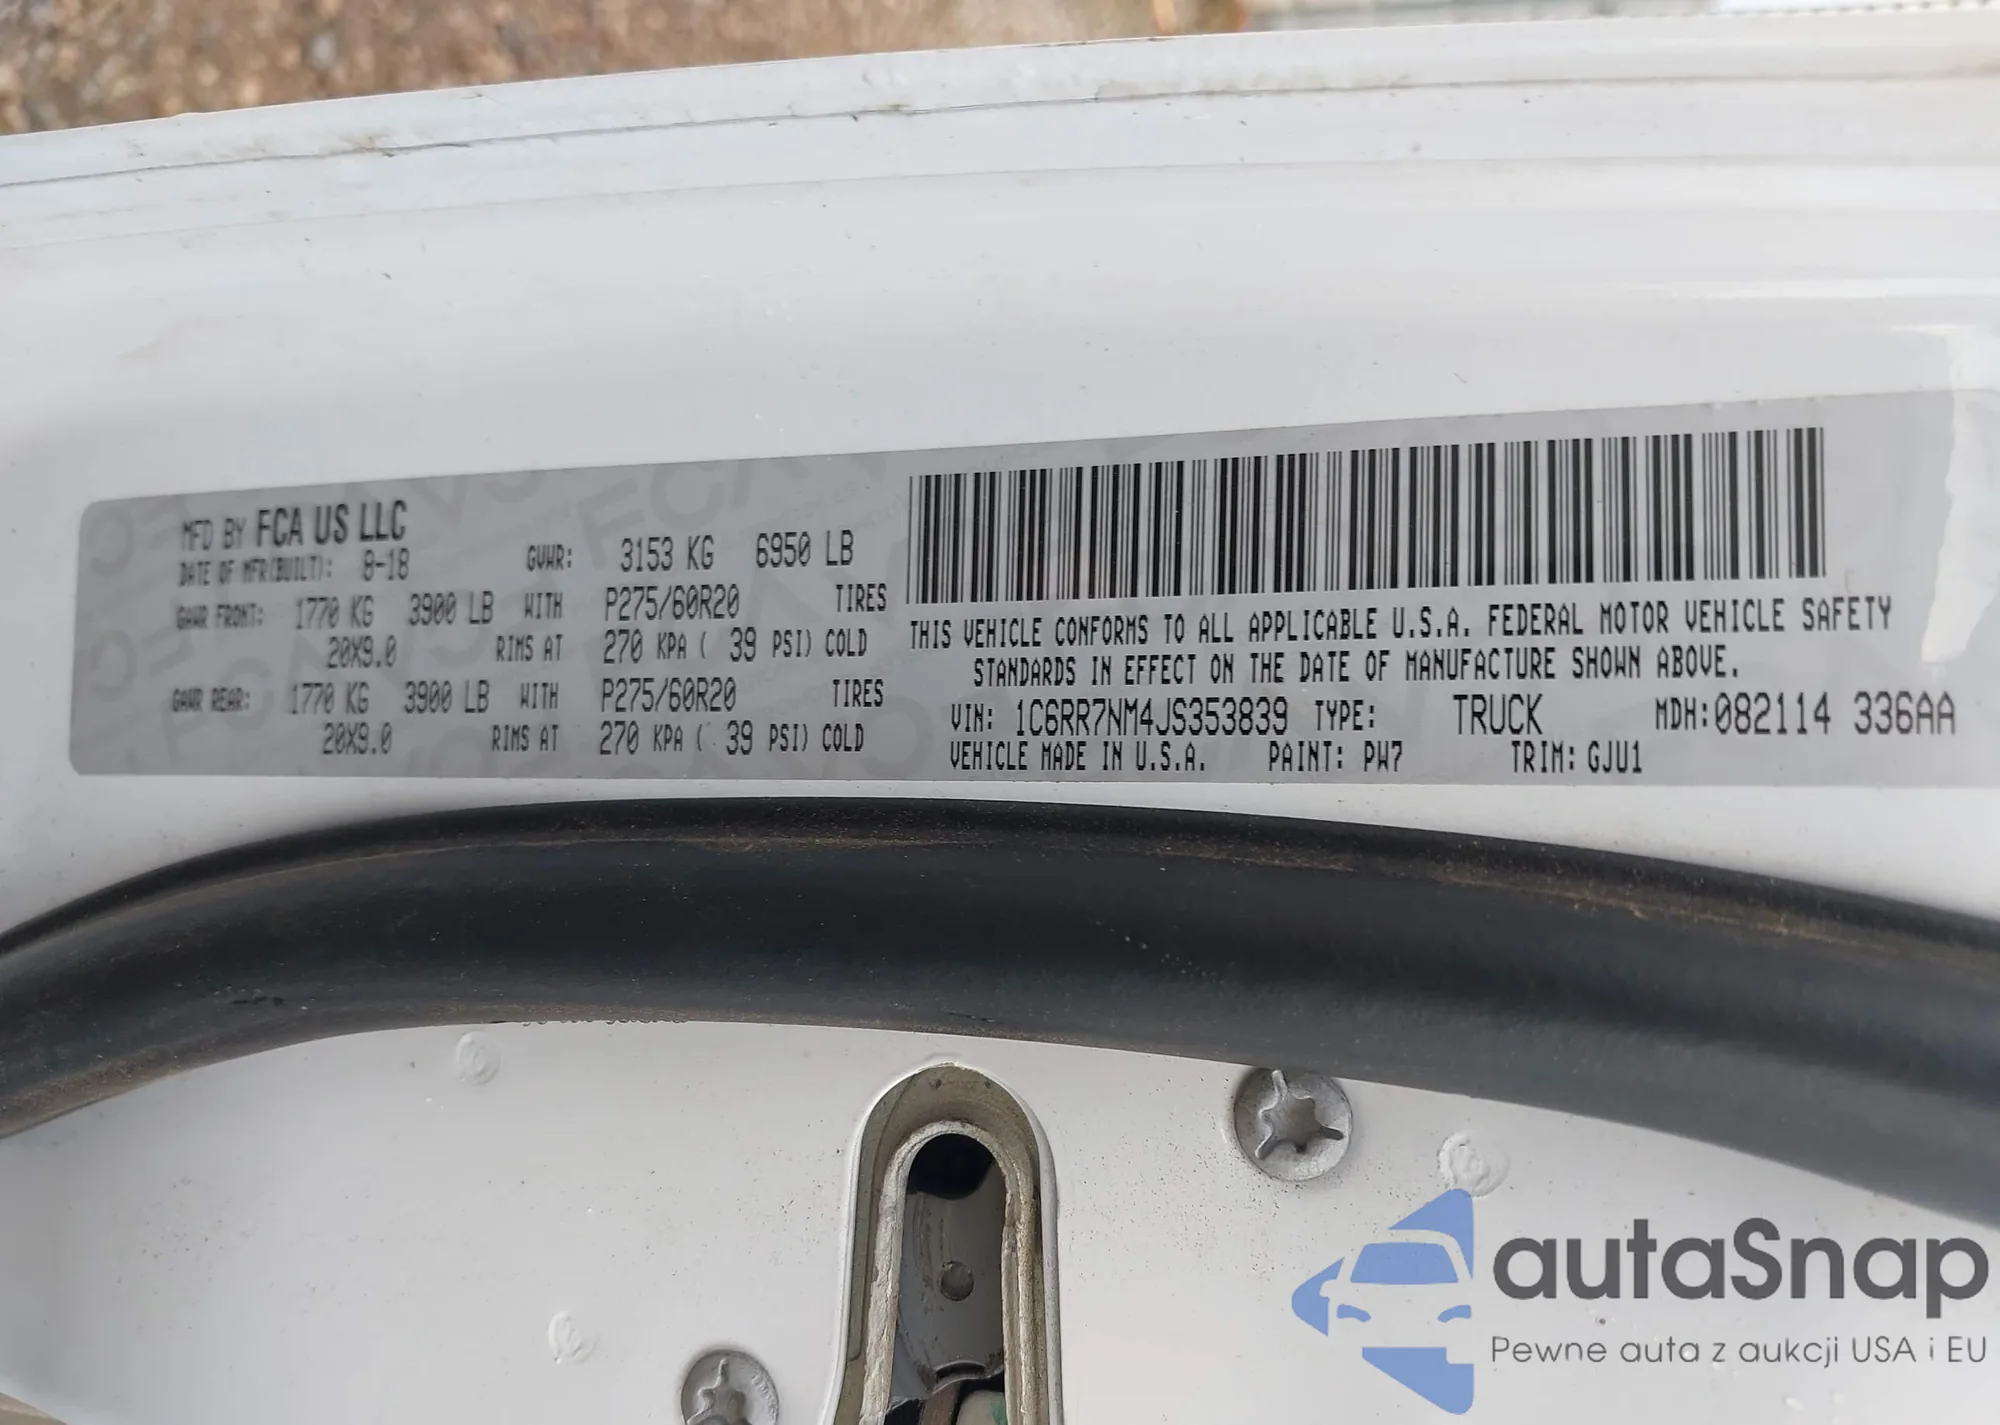 MFD BY FCA US LLC
DATE OF MFR(BUILT): 8-18 GVWR: 3153 KG 6950 LB
GAWR FRONT: 1770 KG 3900 LB WITH P275/60R20 TIRES
20X9.0 RIMS AT 270 KPA ( 39 PSI) COLD
GAWR REAR: 1770 KG 3900 LB WITH P275/60R20 TIRES
20X9.0 RIMS AT 270 KPA ( 39 PSI) COLD
THIS VEHICLE CONFORMS TO ALL APPLICABLE U.S.A. FEDERAL MOTOR VEHICLE SAFETY
STANDARDS IN EFFECT ON THE DATE OF MANUFACTURE SHOWN ABOVE.
VIN: 1C6RR7NM4JS353839 TYPE: TRUCK MDH:082114 336AA
VEHICLE MADE IN U.S.A. PAINT: PW7 TRIM: GJU1
autaSnap
Pewne auta z aukcji USA i EU